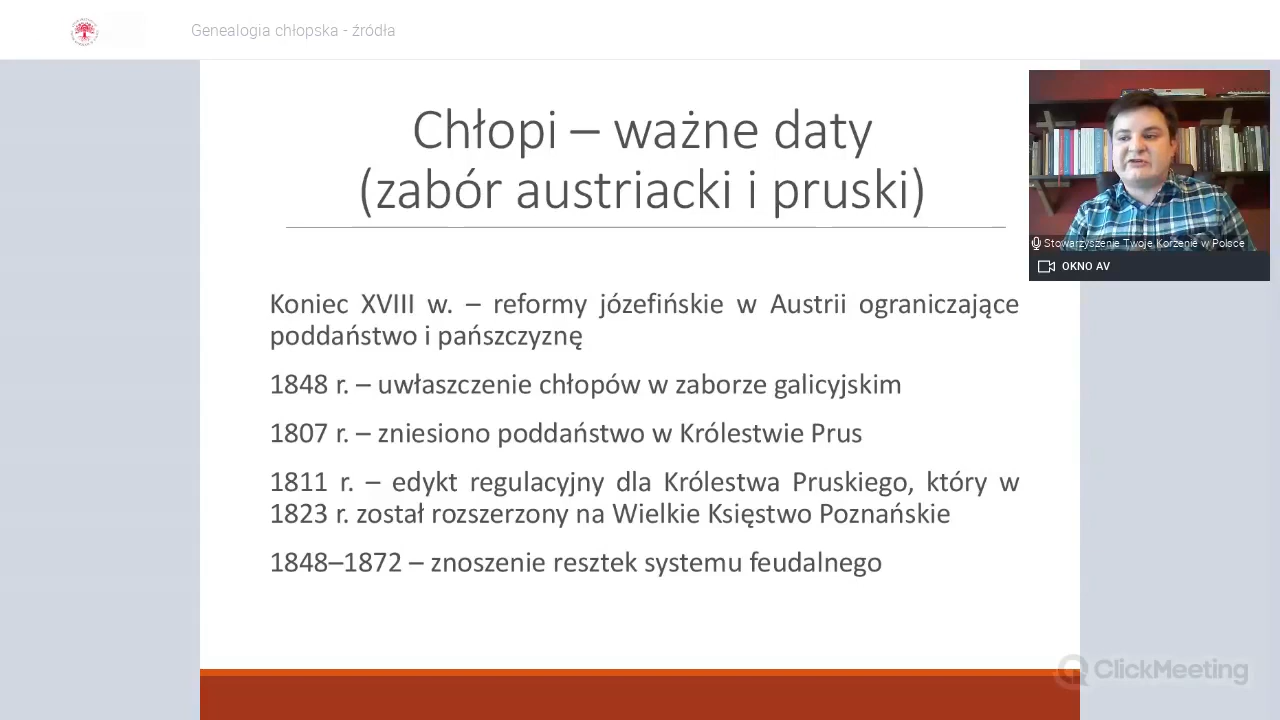 Genealogia chłopska - źródła
Chłopi – ważne daty
(zabór austriacki i pruski)
Stowarzyszenie Twoje Korzenie w Polsce
OKNO AV
Koniec XVIII w. – reformy józefińskie w Austrii ograniczające
poddaństwo i pańszczyznę
1848 r. – uwłaszczenie chłopów w zaborze galicyjskim
1807 r. – zniesiono poddaństwo w Królestwie Prus
1811 r. – edykt regulacyjny dla Królestwa Pruskiego, który w
1823 r. został rozszerzony na Wielkie Księstwo Poznańskie
1848–1872 – znoszenie resztek systemu feudalnego
ClickMeeting